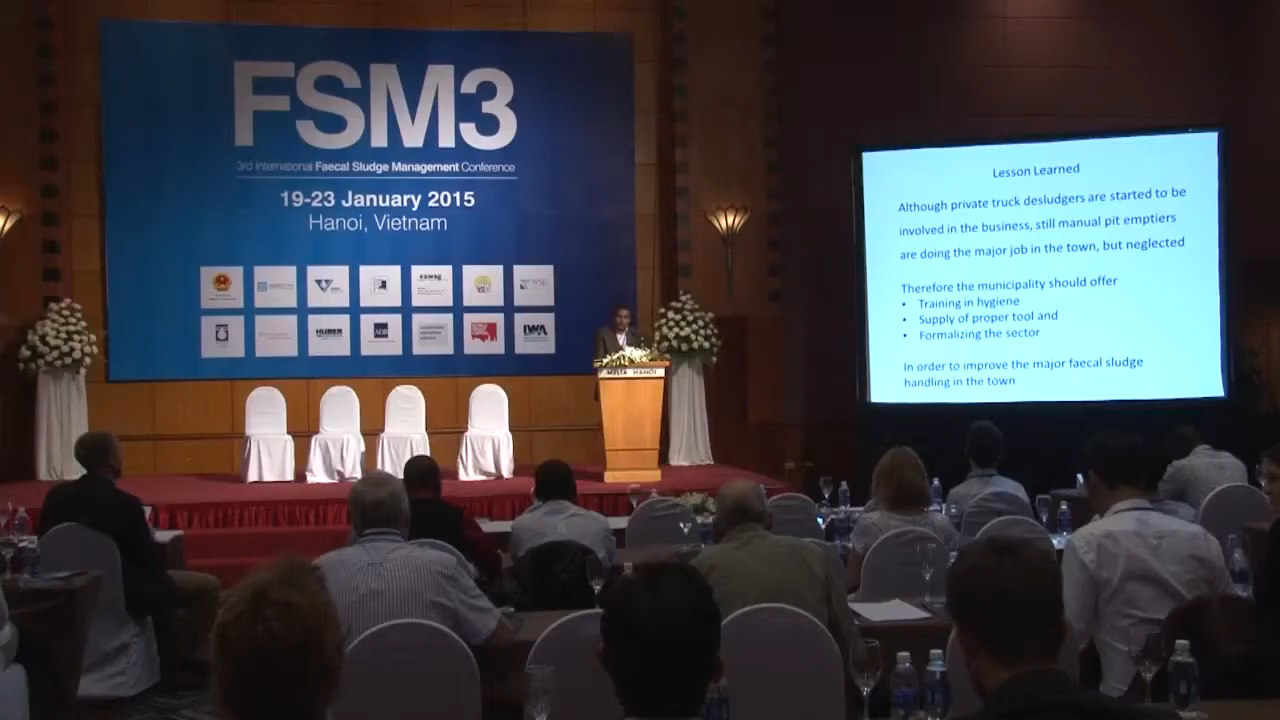 FSM3
3rd International Faecal Sludge Management Conference
19-23 January 2015
Hanoi, Vietnam
HUBER
ADB
IWA
MELIA HANOI
Lesson Learned
Although private truck desludgers are started to be
involved in the business, still manual pit emptiers
are doing the major job in the town, but neglected
Therefore the municipality should offer
• Training in hygiene
• Supply of proper tool and
• Formalizing the sector
In order to improve the major faecal sludge
handling in the town